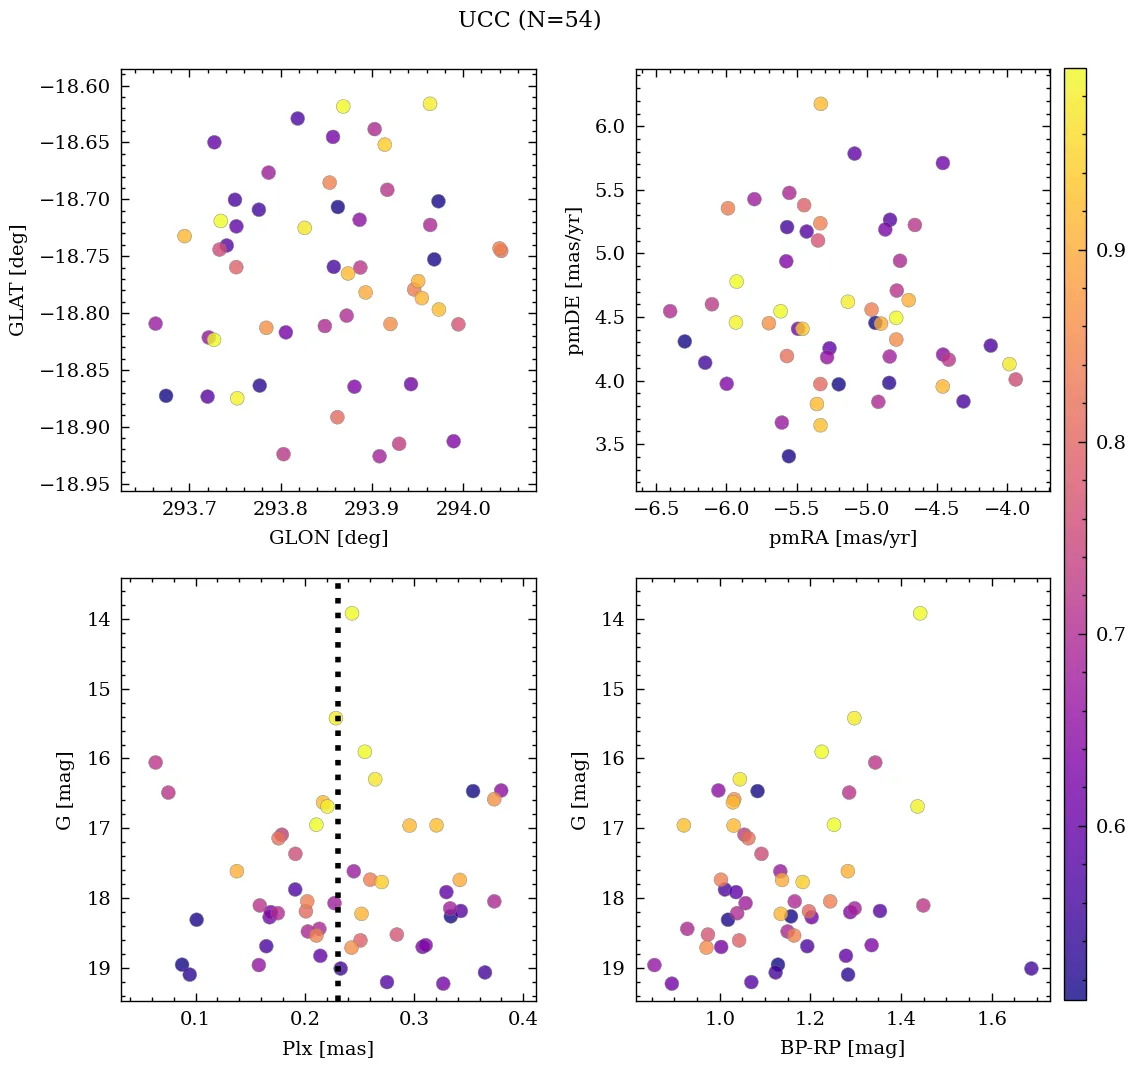 UCC (N=54)
−18.60
−18.65
−18.70
−18.75
−18.80
−18.85
−18.90
−18.95
GLAT [deg]
293.7 293.8 293.9 294.0
GLON [deg]
6.0
5.5
5.0
4.5
4.0
3.5
pmDE [mas/yr]
−6.5 −6.0 −5.5 −5.0 −4.5 −4.0
pmRA [mas/yr]
14
15
16
17
18
19
G [mag]
0.1 0.2 0.3 0.4
Plx [mas]
14
15
16
17
18
19
G [mag]
1.0 1.2 1.4 1.6
BP-RP [mag]
0.9
0.8
0.7
0.6